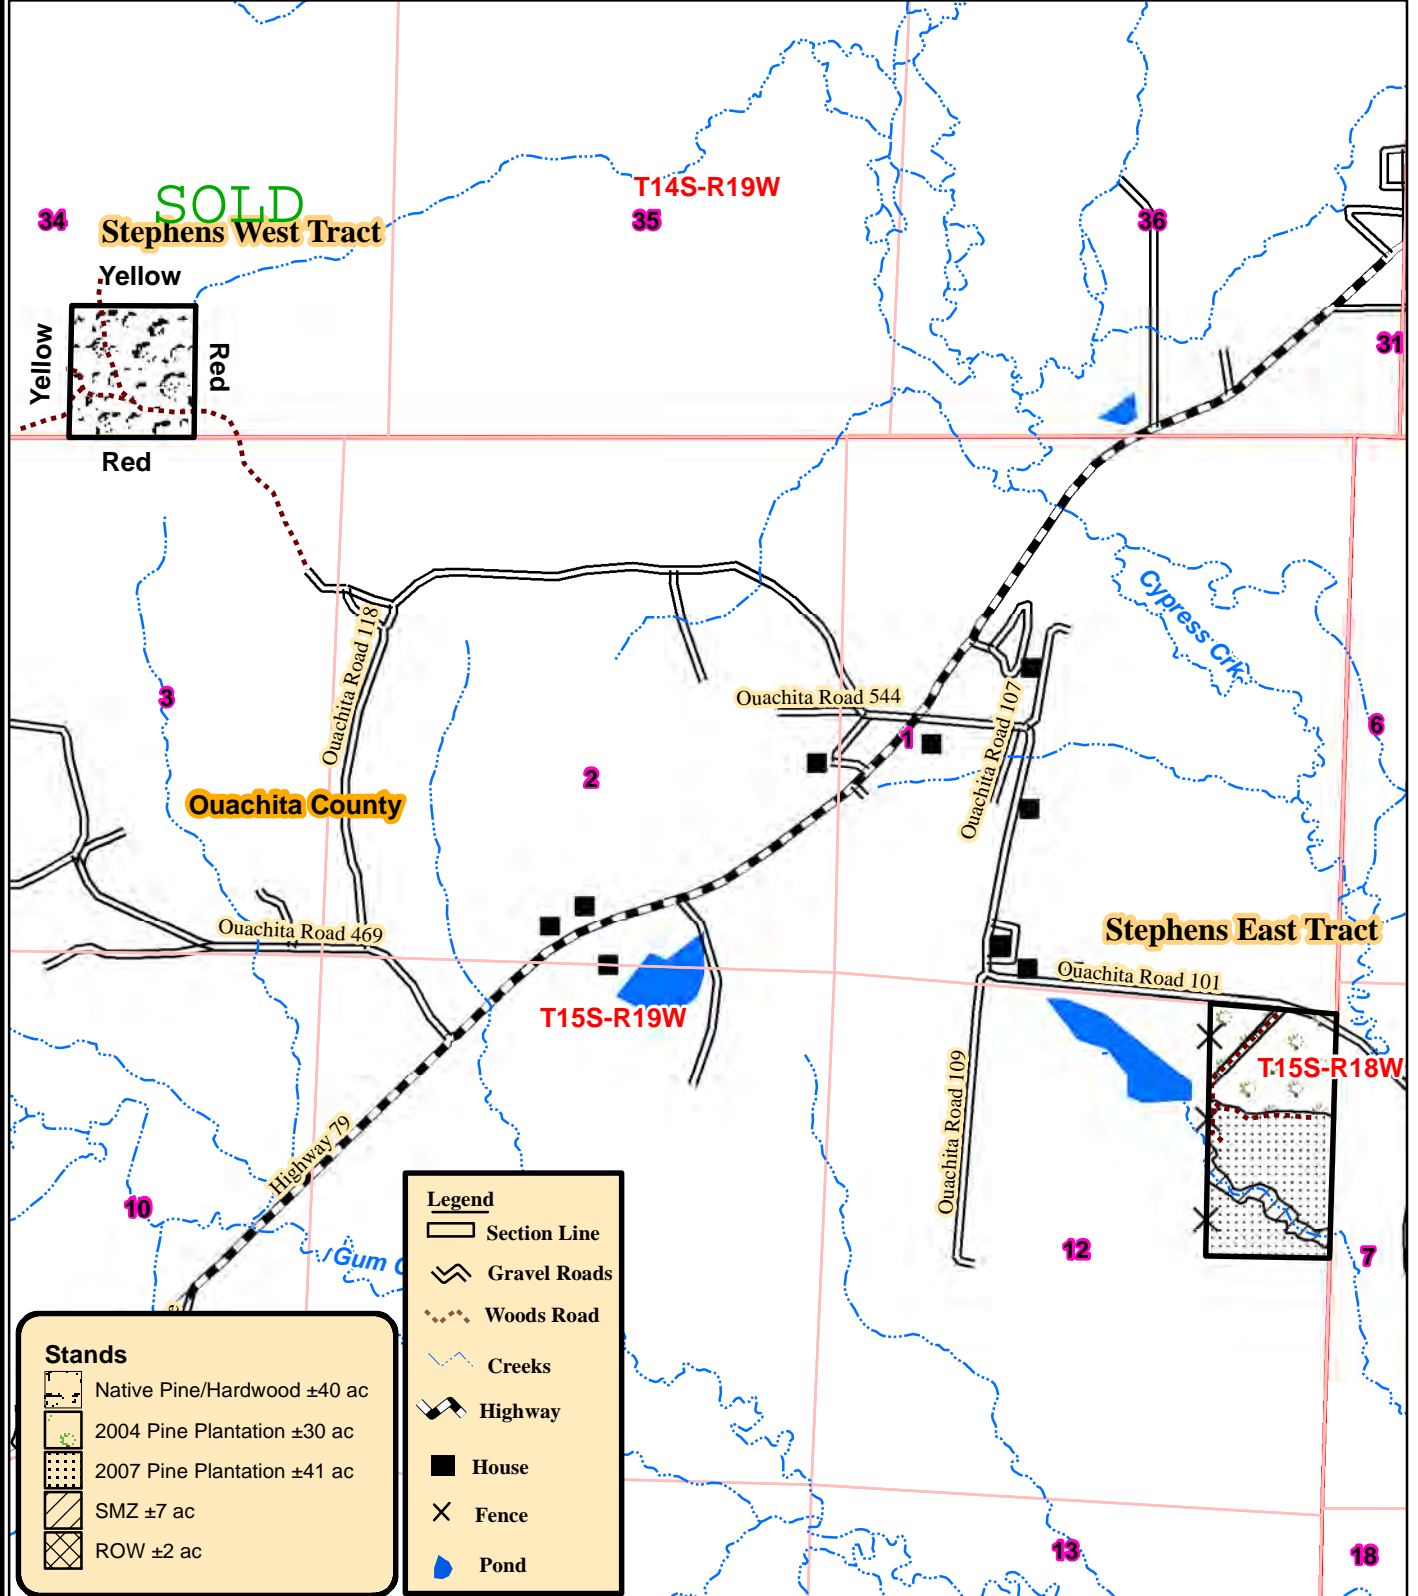 SOLD
Stephens West Tract
34
T14S-R19W
35
36
Yellow
Yellow
Red
Red
31
Cypress Crk
Ouachita Road 118
3
Ouachita Road 544
Ouachita Road 107
1
6
2
Ouachita County
Ouachita Road 469
Stephens East Tract
Ouachita Road 101
T15S-R19W
T15S-R18W
Ouachita Road 109
Highway 79
10
Gum
12
7
13
18
Legend
Section Line
Gravel Roads
Woods Road
Creeks
Highway
House
Fence
Pond
Stands
Native Pine/Hardwood ±40 ac
2004 Pine Plantation ±30 ac
2007 Pine Plantation ±41 ac
SMZ ±7 ac
ROW ±2 ac